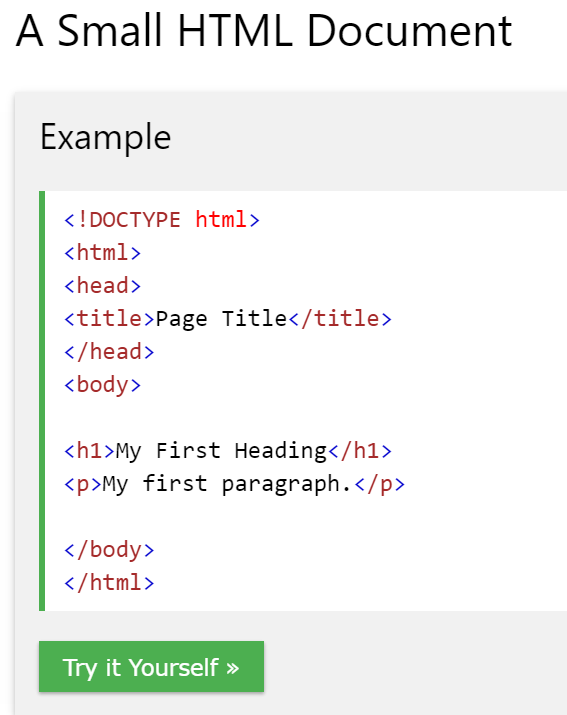 A Small HTML Document
Example
<!DOCTYPE html>
<html>
<head>
<title>Page Title</title>
</head>
<body>
<h1>My First Heading</h1>
<p>My first paragraph.</p>
</body>
</html>
Try it Yourself »